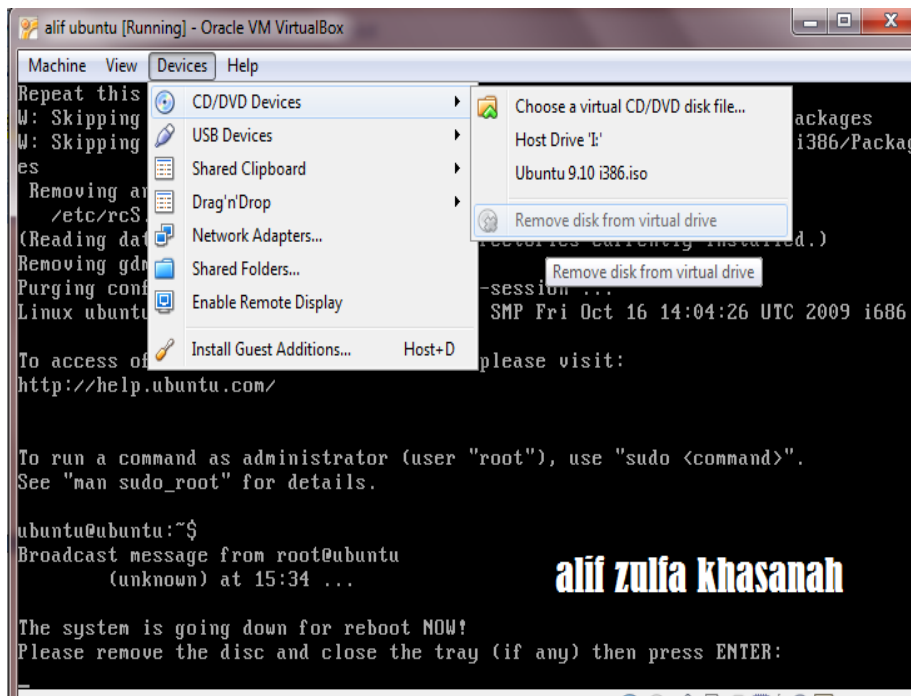 alif ubuntu [Running] - Oracle VM VirtualBox
Machine View Devices Help
CD/DVD Devices
USB Devices
Shared Clipboard
Drag'n'Drop
Network Adapters...
Shared Folders...
Enable Remote Display
Install Guest Additions... Host+D
Choose a virtual CD/DVD disk file...
Host Drive 'I:'
Ubuntu 9.10 i386.iso
Remove disk from virtual drive
Remove disk from virtual drive
Repeat this
W: Skipping ackages
W: Skipping i386/Packag
es
Removing
/etc/rcS.
(Reading dat currently installed.)
Removing
Purging conf -session ...
Linux ubuntu SMP Fri Oct 16 14:04:26 UTC 2009 i686
To access of please visit:
http://help.ubuntu.com/
To run a command as administrator (user "root"), use "sudo <command>".
See "man sudo_root" for details.
ubuntu@ubuntu:~$
Broadcast message from root@ubuntu
(unknown) at 15:34 ...
alif zulfa khasanah
The system is going down for reboot NOW!
Please remove the disc and close the tray (if any) then press ENTER: